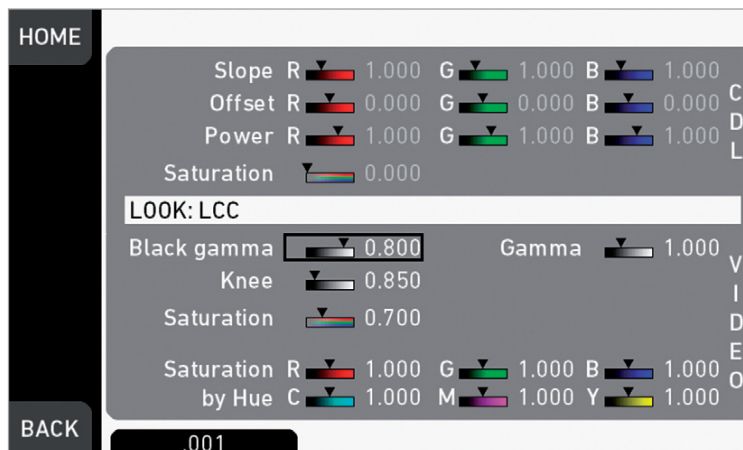 HOME
Slope R 1.000 G 1.000 B 1.000
Offset R 0.000 G 0.000 B 0.000
Power R 1.000 G 1.000 B 1.000
Saturation 0.000
CDL
LOOK: LCC
Black gamma 0.800 Gamma 1.000
Knee 0.850
Saturation 0.700
Saturation R 1.000 G 1.000 B 1.000
by Hue C 1.000 M 1.000 Y 1.000
VIDEO
BACK
.001